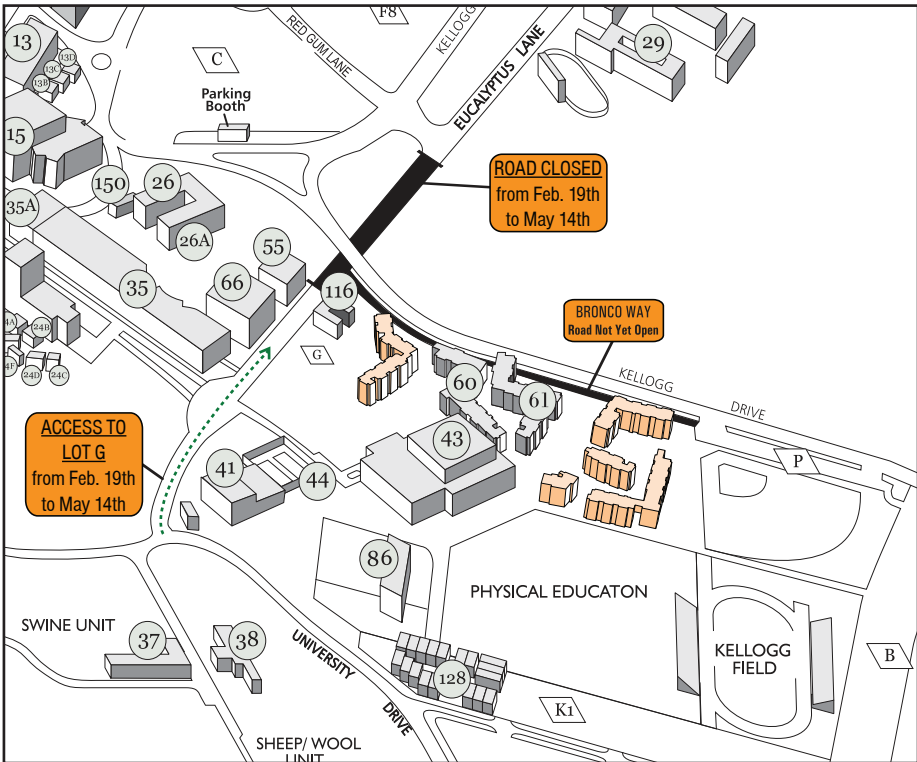 13
13D
13C
13B
F8
C
RED GUM LANE
KELLOGG
EUCALYPTUS LANE
29
Parking
Booth
15
ROAD CLOSED
from Feb. 19th
to May 14th
35A
150
26
26A
55
35
66
116
G
BRONCO WAY
Road Not Yet Open
4A
24B
4F
24D
24C
60
61
KELLOGG
DRIVE
ACCESS TO
LOT G
from Feb. 19th
to May 14th
43
41
44
P
86
PHYSICAL EDUCATON
SWINE UNIT
37
38
UNIVERSITY
DRIVE
128
K1
KELLOGG
FIELD
B
SHEEP/ WOOL
UNIT